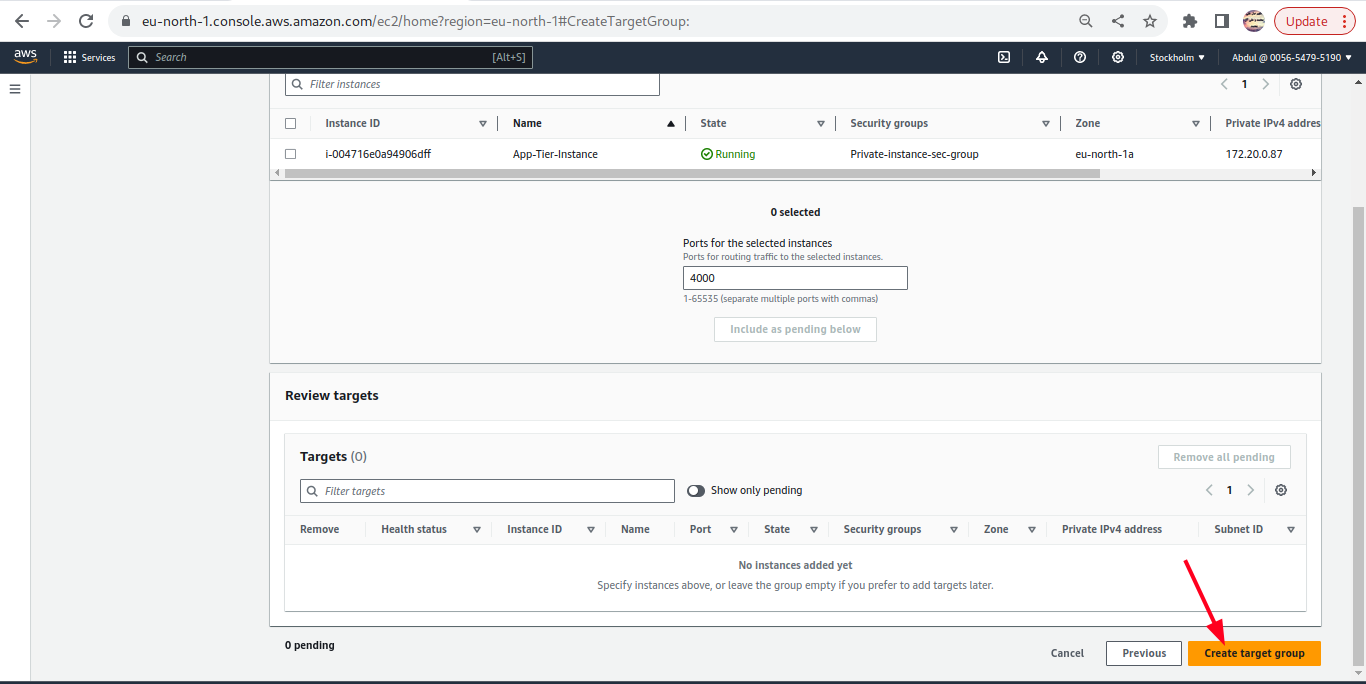 eu-north-1.console.aws.amazon.com/ec2/home?region=eu-north-1#CreateTargetGroup:
Update
aws Services Search [Alt+S] Stockholm Abdul @ 0056-5479-5190
Filter instances 1
Instance ID Name State Security groups Zone Private IPv4 addres
i-004716e0a94906dff App-Tier-Instance Running Private-instance-sec-group eu-north-1a 172.20.0.87
0 selected
Ports for the selected instances
Ports for routing traffic to the selected instances.
4000
1-65535 (separate multiple ports with commas)
Include as pending below
Review targets
Targets (0) Remove all pending
Filter targets Show only pending 1
Remove Health status Instance ID Name Port State Security groups Zone Private IPv4 address Subnet ID
No instances added yet
Specify instances above, or leave the group empty if you prefer to add targets later.
0 pending
Cancel Previous Create target group